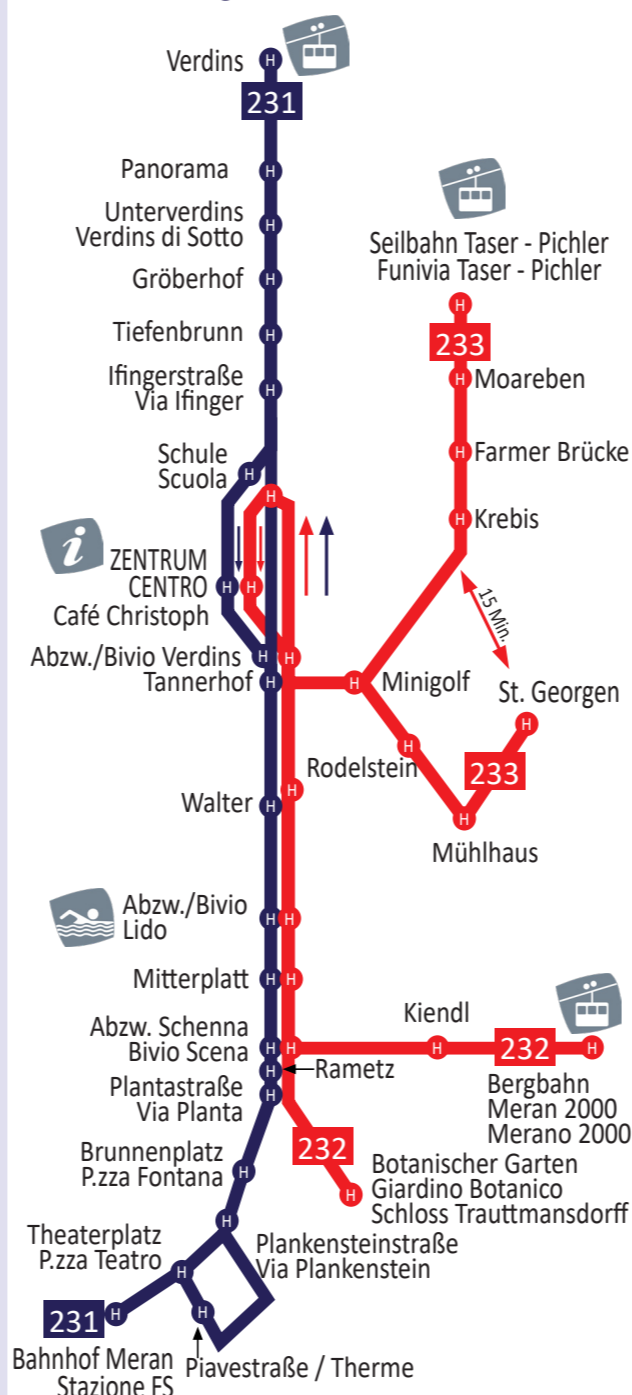 Verdins
231
Panorama
Unterverdins
Verdins di Sotto
Gröberhof
Tiefenbrunn
Ifingerstraße
Via Ifinger
Schule
Scuola
i
ZENTRUM
CENTRO
Café Christoph
Abzw./Bivio Verdins
Tannerhof
Walter
Abzw./Bivio
Lido
Mitterplatt
Abzw. Schenna
Bivio Scena
Rametz
Plantastraße
Via Planta
Brunnenplatz
P.zza Fontana
Theaterplatz
P.zza Teatro
Plankensteinstraße
Via Plankenstein
231
Bahnhof Meran
Stazione FS
Piavestraße / Therme
Seilbahn Taser - Pichler
Funivia Taser - Pichler
233
Moareben
Farmer Brücke
Krebis
15 Min.
Minigolf
St. Georgen
Rodelstein
233
Mühlhaus
Kiendl
232
Bergbahn
Meran 2000
Merano 2000
232
Botanischer Garten
Giardino Botanico
Schloss Trauttmansdorff